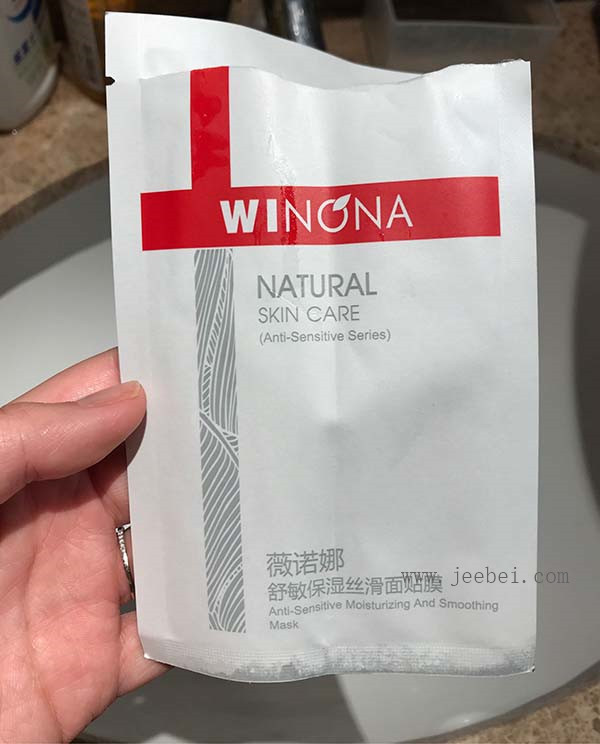 WINONA
NATURAL
SKIN CARE
(Anti-Sensitive Series)
薇诺娜
舒敏保湿丝滑面贴膜
www.jeebei.com
Anti-Sensitive Moisturizing And Smoothing
Mask